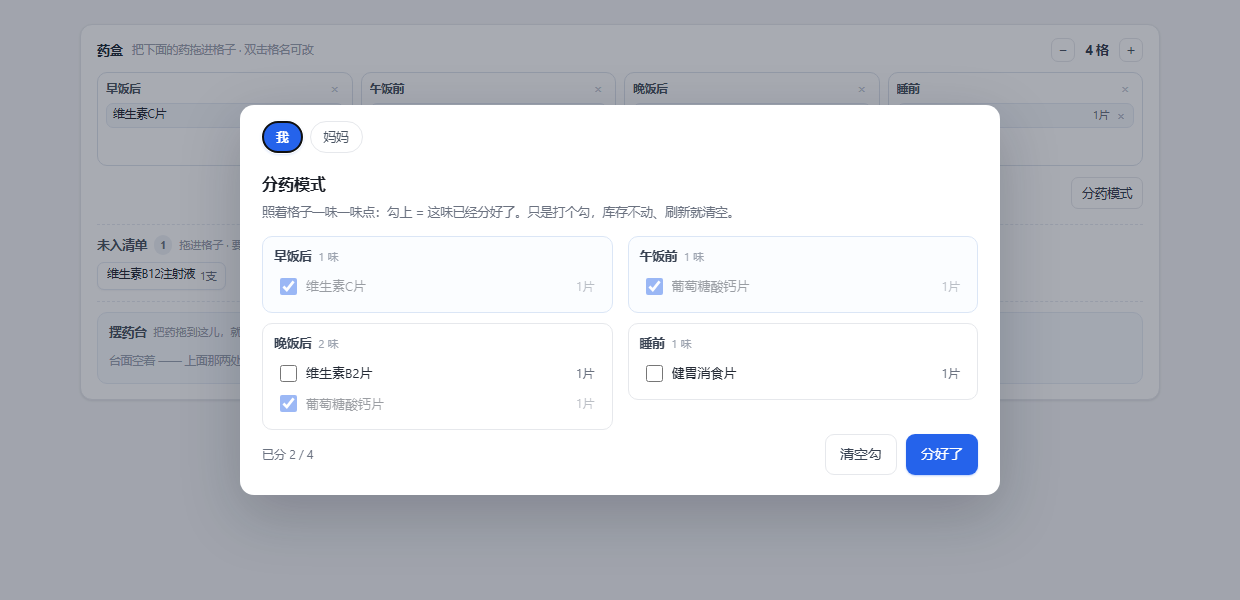 药盒 把下面的药拖进格子 · 双击格名可改
− 4 格 +
早饭后 × 午饭前 × 晚饭后 × 睡前 ×
维生素C片 1片 ×
我 妈妈
分药模式
分药模式
照着格子一味一味点：勾上 = 这味已经分好了。只是打个勾，库存不动、刷新就清空。
未入清单 1 拖进格子 · 要
维生素B12注射液 1支
早饭后 1 味
维生素C片 1片
午饭前 1 味
葡萄糖酸钙片 1片
晚饭后 2 味
维生素B2片 1片
葡萄糖酸钙片 1片
睡前 1 味
健胃消食片 1片
摆药台 把药拖到这儿，就
台面空着 —— 上面那两处
已分 2 / 4
清空勾 分好了